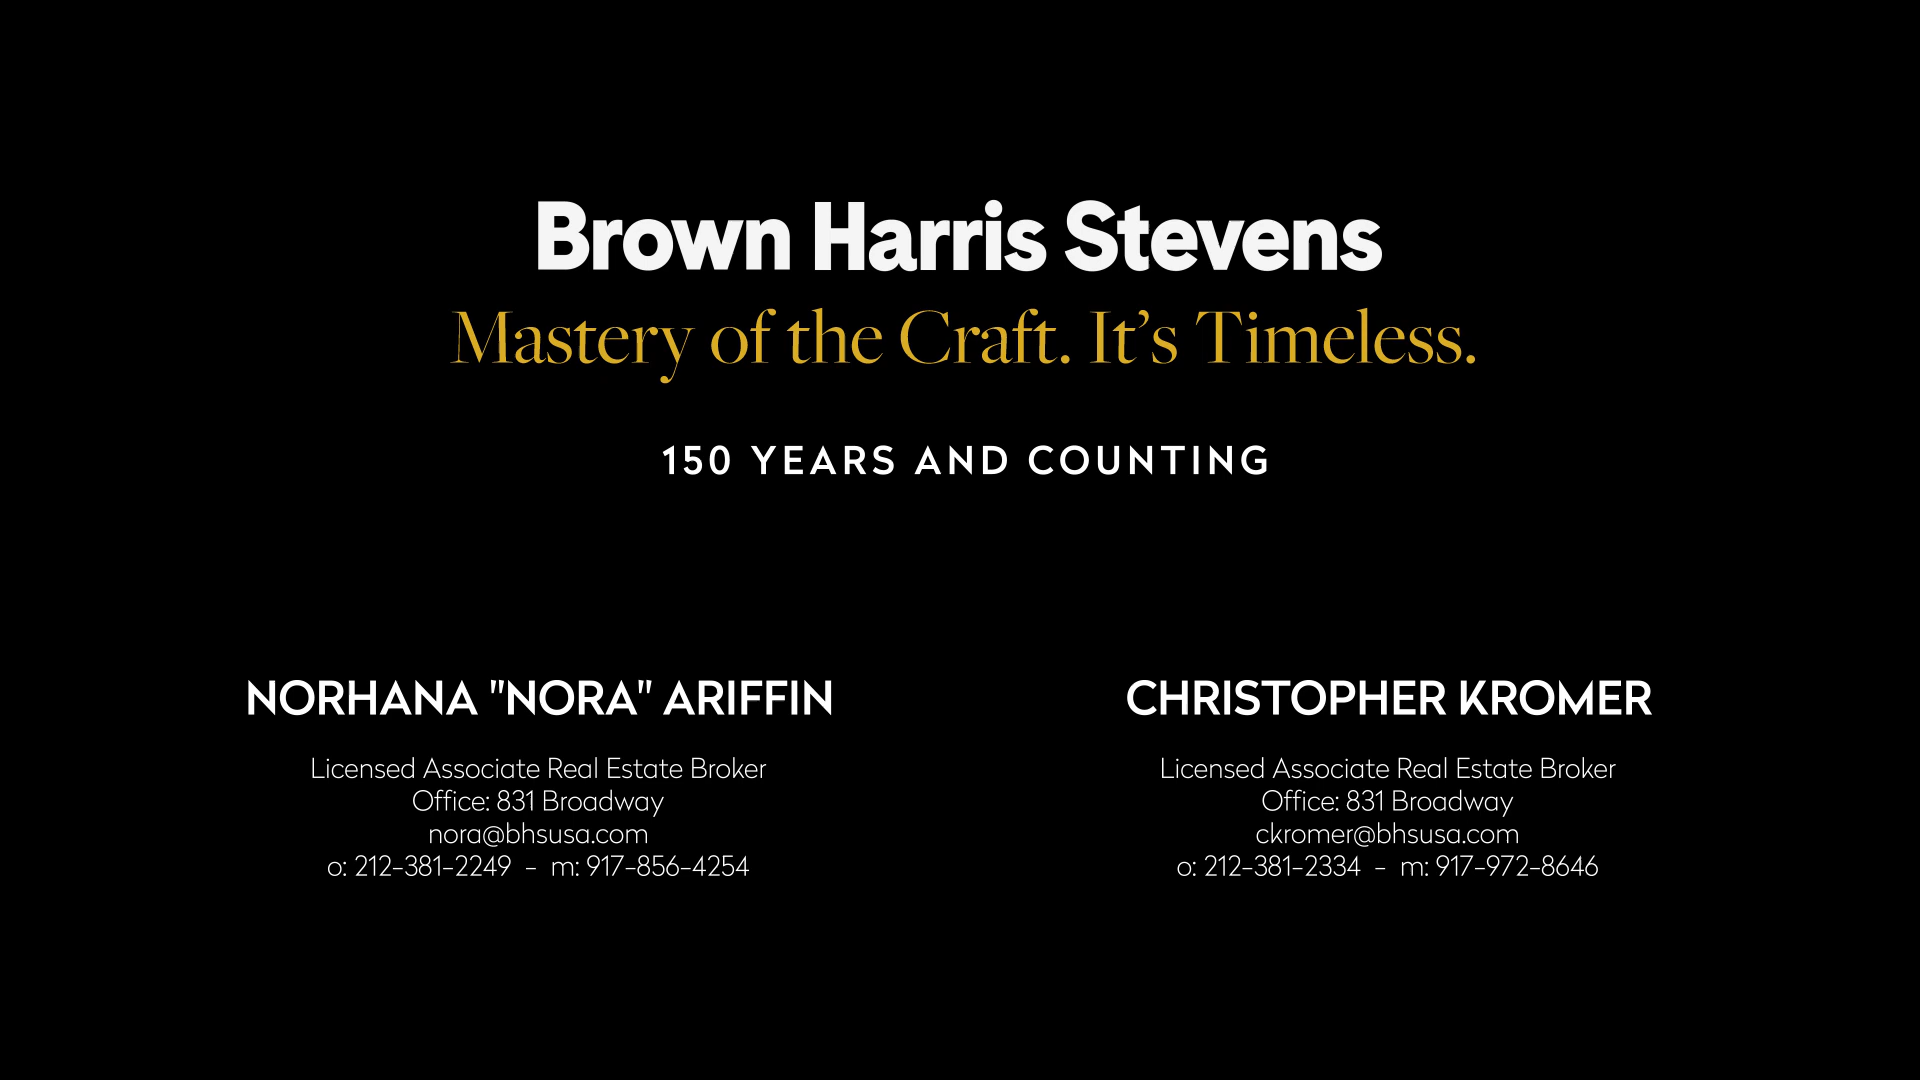 Brown Harris Stevens
Mastery of the Craft. It’s Timeless.
150 YEARS AND COUNTING
NORHANA "NORA" ARIFFIN
Licensed Associate Real Estate Broker
Office: 831 Broadway
nora@bhsusa.com
o: 212-381-2249 - m: 917-856-4254
CHRISTOPHER KROMER
Licensed Associate Real Estate Broker
Office: 831 Broadway
ckromer@bhsusa.com
o: 212-381-2334 - m: 917-972-8646